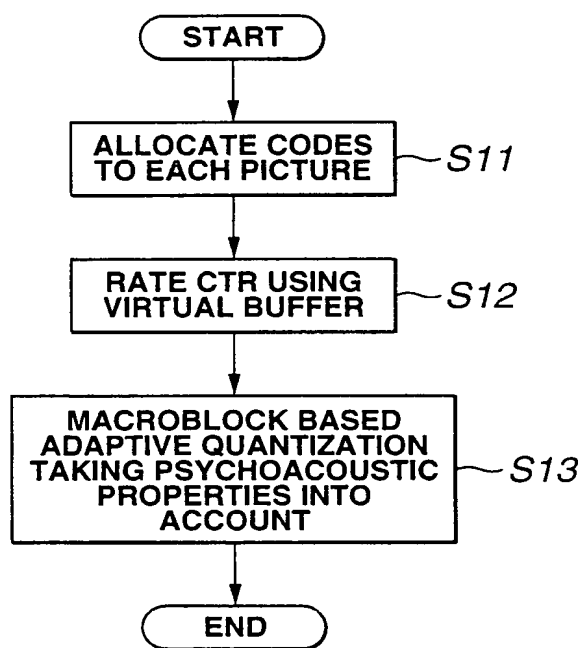 START
ALLOCATE CODES
TO EACH PICTURE
S11
RATE CTR USING
VIRTUAL BUFFER
S12
MACROBLOCK BASED
ADAPTIVE QUANTIZATION
TAKING PSYCHOACOUSTIC
PROPERTIES INTO
ACCOUNT
S13
END